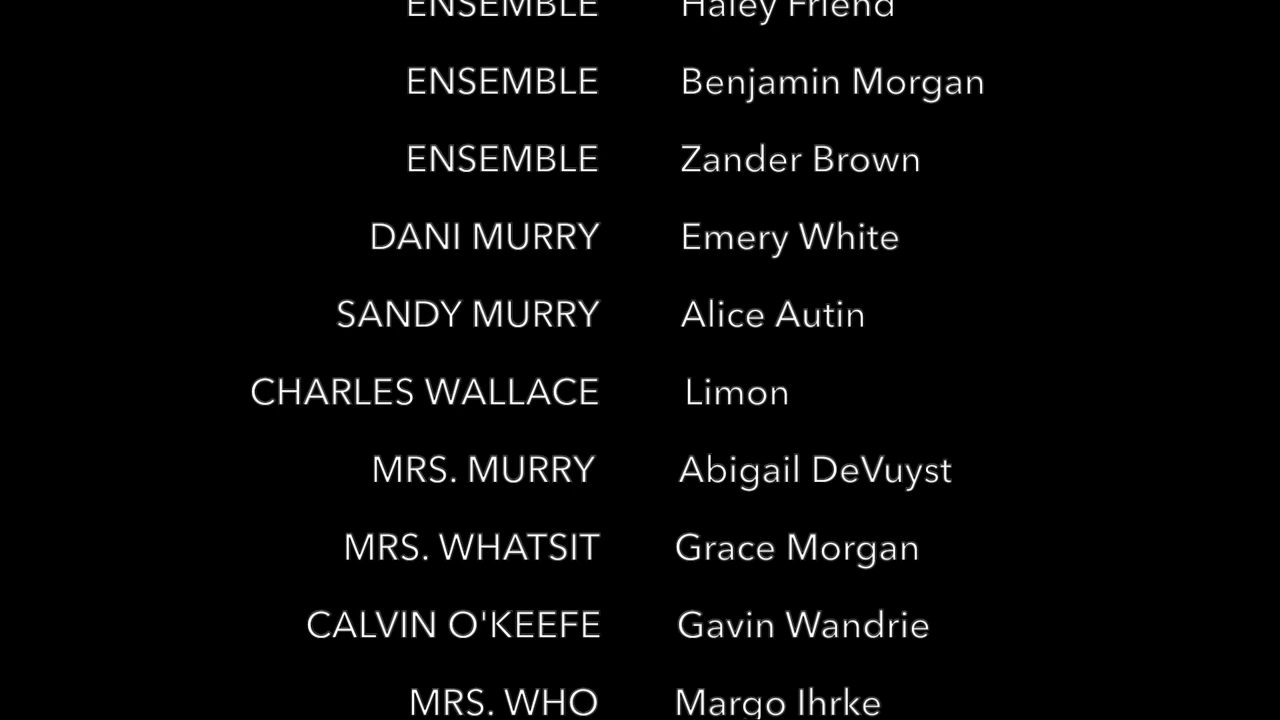 ENSEMBLE Haley Friend
ENSEMBLE Benjamin Morgan
ENSEMBLE Zander Brown
DANI MURRY Emery White
SANDY MURRY Alice Autin
CHARLES WALLACE Limon
MRS. MURRY Abigail DeVuyst
MRS. WHATSIT Grace Morgan
CALVIN O'KEEFE Gavin Wandrie
MRS. WHO Margo Ihrke